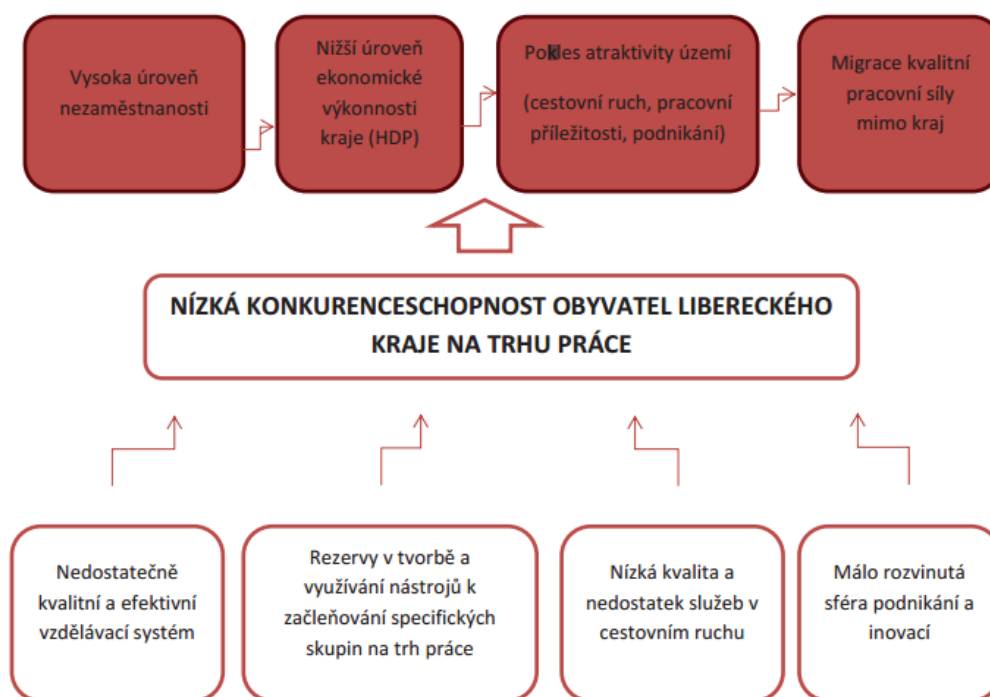 Vysoka úroveň
nezaměstnanosti
Nižší úroveň
ekonomické
výkonnosti
kraje (HDP)
Pokles atraktivity území
(cestovní ruch, pracovní
příležitosti, podnikání)
Migrace kvalitní
pracovní síly
mimo kraj
NÍZKÁ KONKURENCESCHOPNOST OBYVATEL LIBERECKÉHO
KRAJE NA TRHU PRÁCE
Nedostatečně
kvalitní a efektivní
vzdělávací systém
Rezervy v tvorbě a
využívání nástrojů k
začleňování specifických
skupin na trh práce
Nízká kvalita a
nedostatek služeb v
cestovním ruchu
Málo rozvinutá
sféra podnikání a
inovací